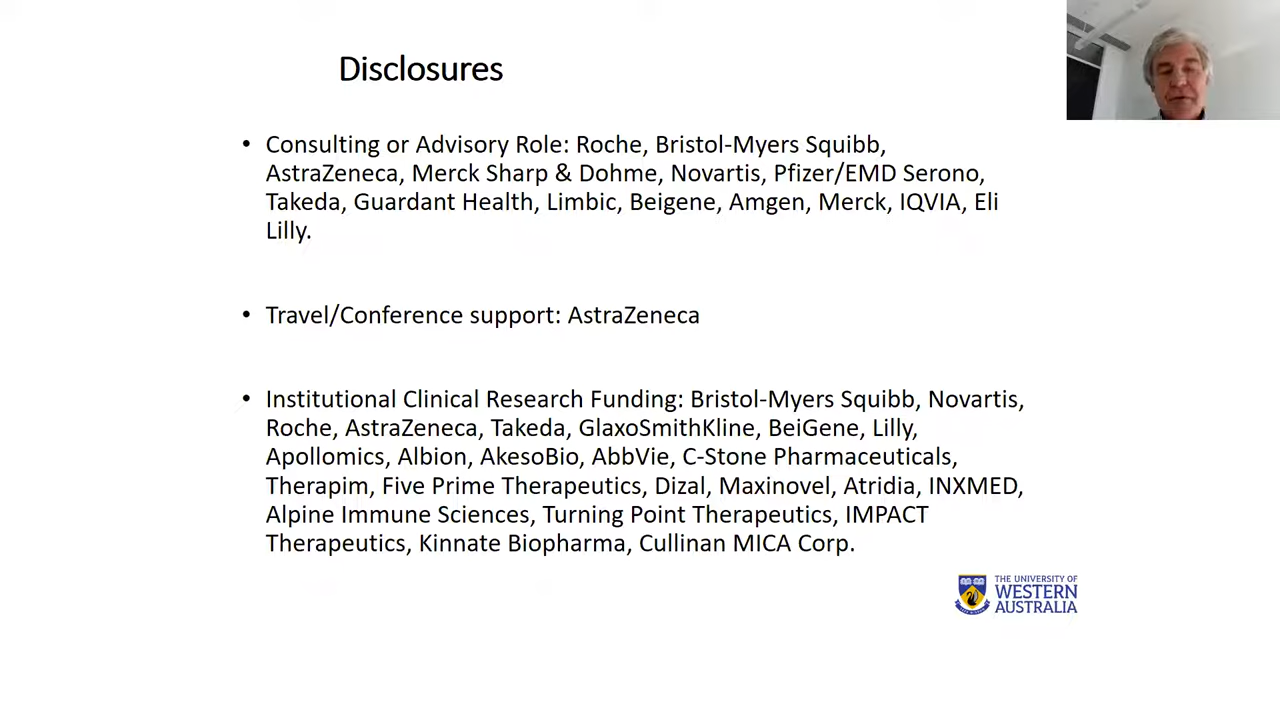 Disclosures
• Consulting or Advisory Role: Roche, Bristol-Myers Squibb,
AstraZeneca, Merck Sharp & Dohme, Novartis, Pfizer/EMD Serono,
Takeda, Guardant Health, Limbic, Beigene, Amgen, Merck, IQVIA, Eli
Lilly.
• Travel/Conference support: AstraZeneca
• Institutional Clinical Research Funding: Bristol-Myers Squibb, Novartis,
Roche, AstraZeneca, Takeda, GlaxoSmithKline, BeiGene, Lilly,
Apollomics, Albion, AkesoBio, AbbVie, C-Stone Pharmaceuticals,
Therapim, Five Prime Therapeutics, Dizal, Maxinovel, Atridia, INXMED,
Alpine Immune Sciences, Turning Point Therapeutics, IMPACT
Therapeutics, Kinnate Biopharma, Cullinan MICA Corp.
THE UNIVERSITY OF
WESTERN
AUSTRALIA